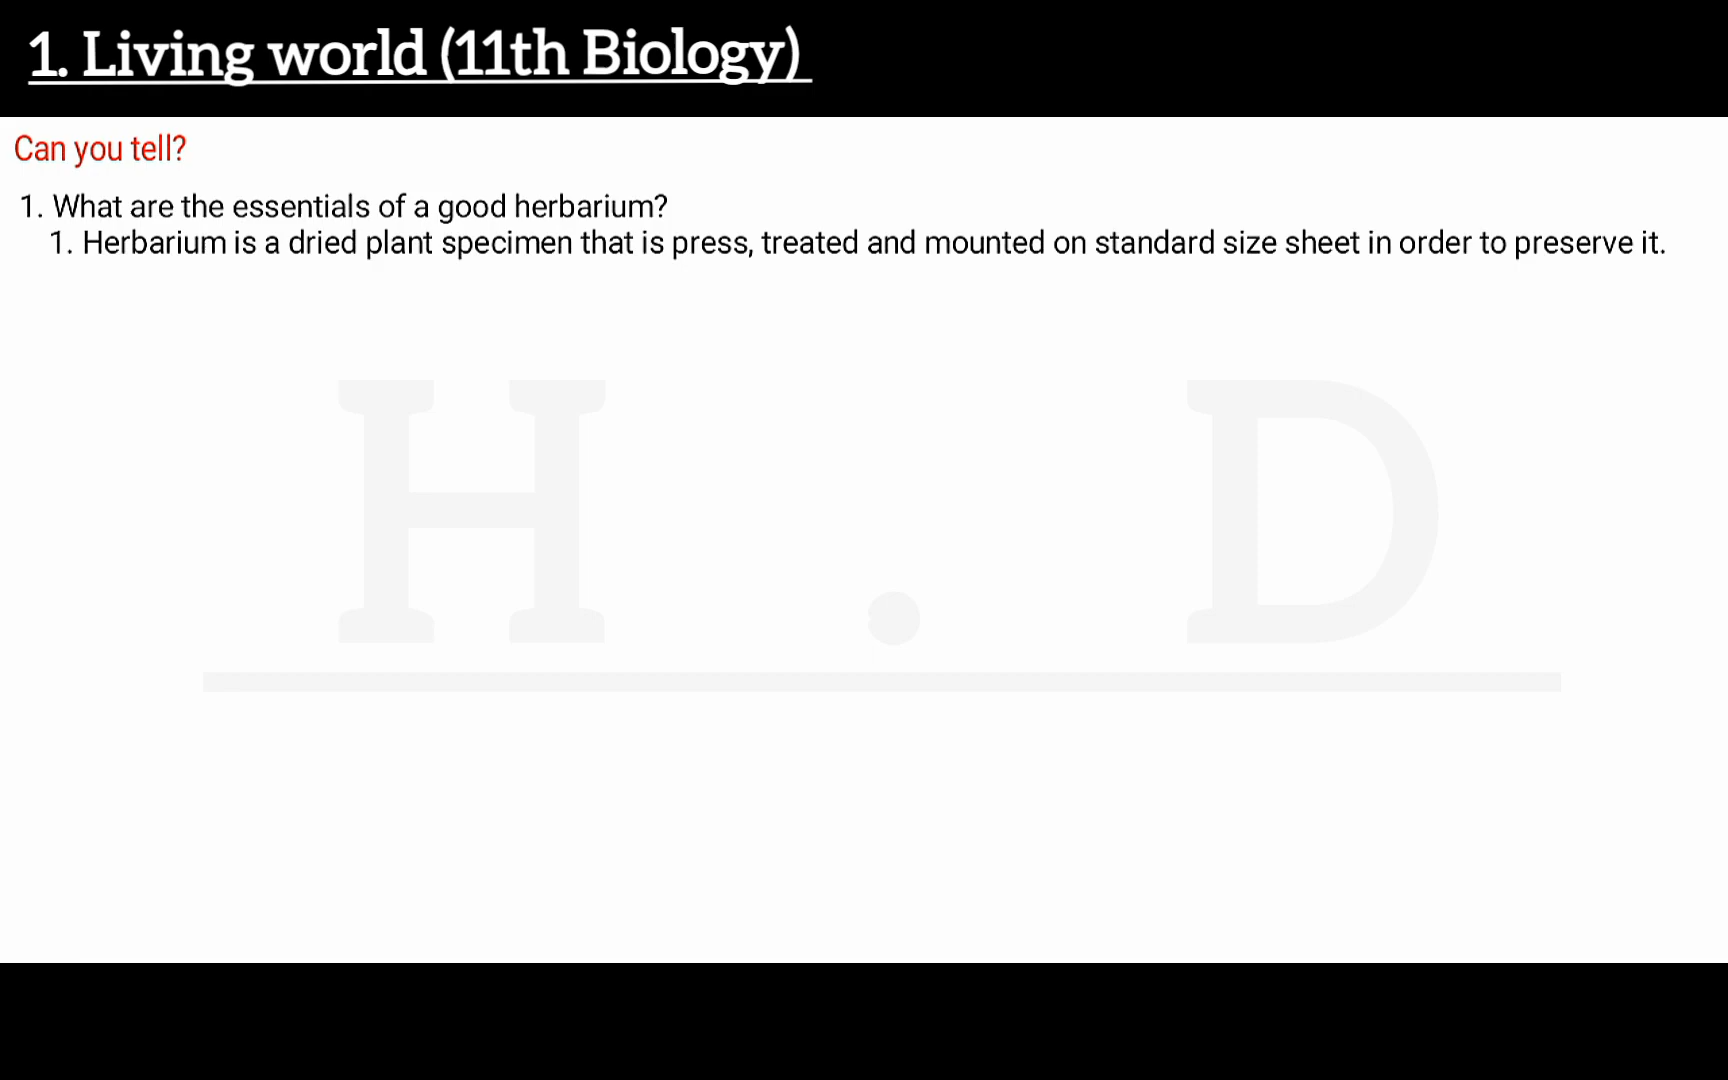 1. Living world (11th Biology)
Can you tell?
1. What are the essentials of a good herbarium?
1. Herbarium is a dried plant specimen that is press, treated and mounted on standard size sheet in order to preserve it.
H . D